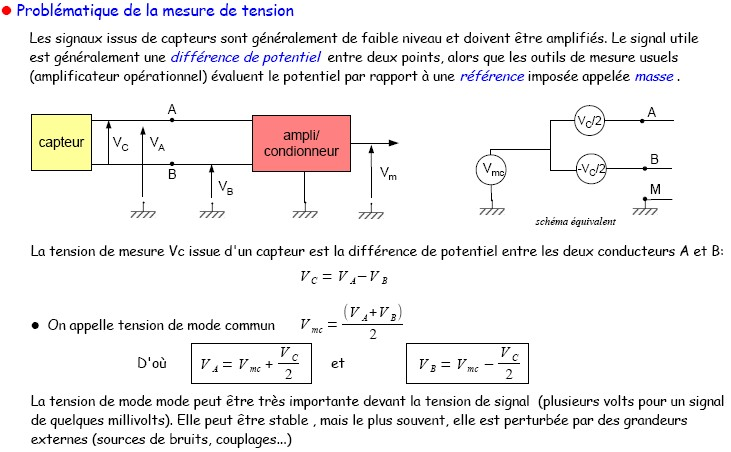 ● Problématique de la mesure de tension
Les signaux issus de capteurs sont généralement de faible niveau et doivent être amplifiés. Le signal utile
est généralement une différence de potentiel entre deux points, alors que les outils de mesure usuels
(amplificateur opérationnel) évaluent le potentiel par rapport à une référence imposée appelée masse .
capteur
A
B
VC
VA
VB
ampli/
condionneur
Vm
Vmc
VC/2
-VC/2
A
B
M
schéma équivalent
La tension de mesure Vc issue d'un capteur est la différence de potentiel entre les deux conducteurs A et B:
VC = VA−VB
● On appelle tension de mode commun Vmc = (VA+VB)/2
D'où VA = Vmc + VC/2 et VB = Vmc − VC/2
La tension de mode mode peut être très importante devant la tension de signal (plusieurs volts pour un signal
de quelques millivolts). Elle peut être stable , mais le plus souvent, elle est perturbée par des grandeurs
externes (sources de bruits, couplages...)